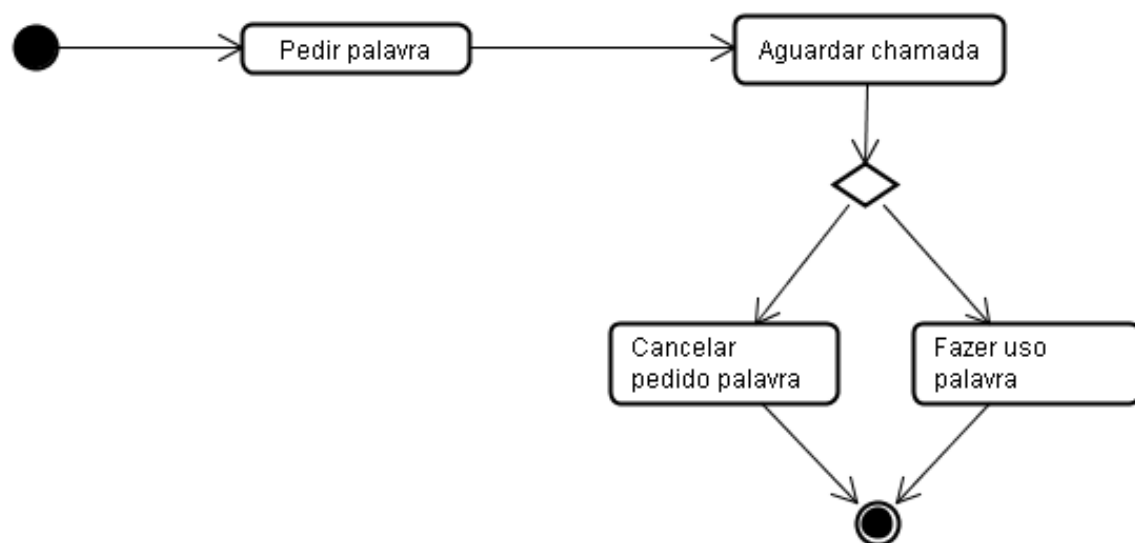 Pedir palavra
Aguardar chamada
Cancelar
pedido palavra
Fazer uso
palavra